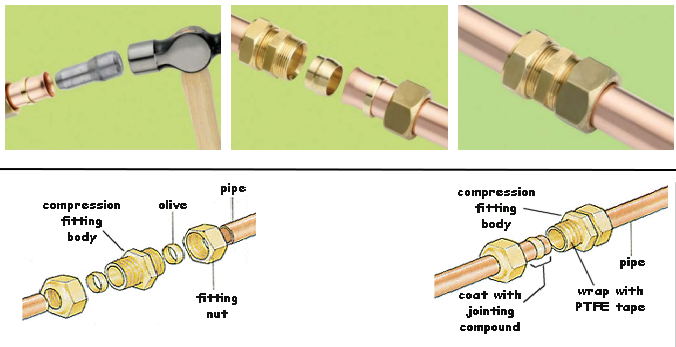 pipe
compression
fitting
body
olive
fitting
nut
compression
fitting
body
pipe
coat with
jointing
compound
wrap with
PTFE tape